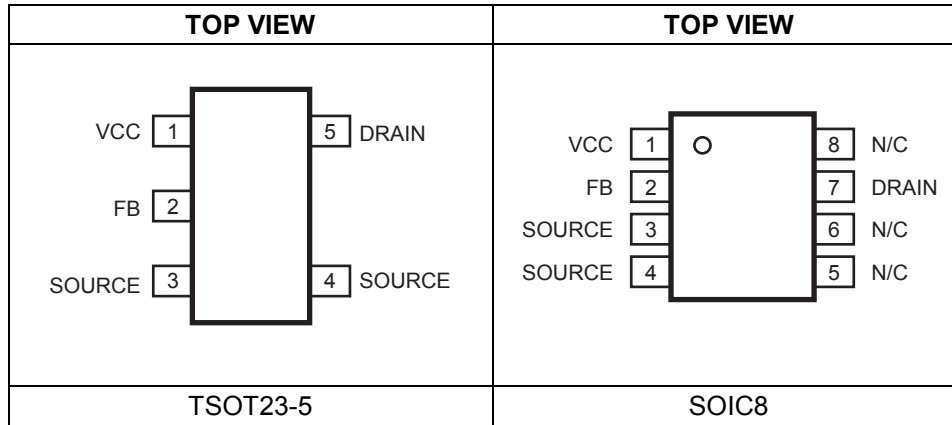 TOP VIEW
TOP VIEW
VCC 1
5 DRAIN
FB 2
SOURCE 3
4 SOURCE
VCC 1
8 N/C
FB 2
7 DRAIN
SOURCE 3
6 N/C
SOURCE 4
5 N/C
TSOT23-5
SOIC8